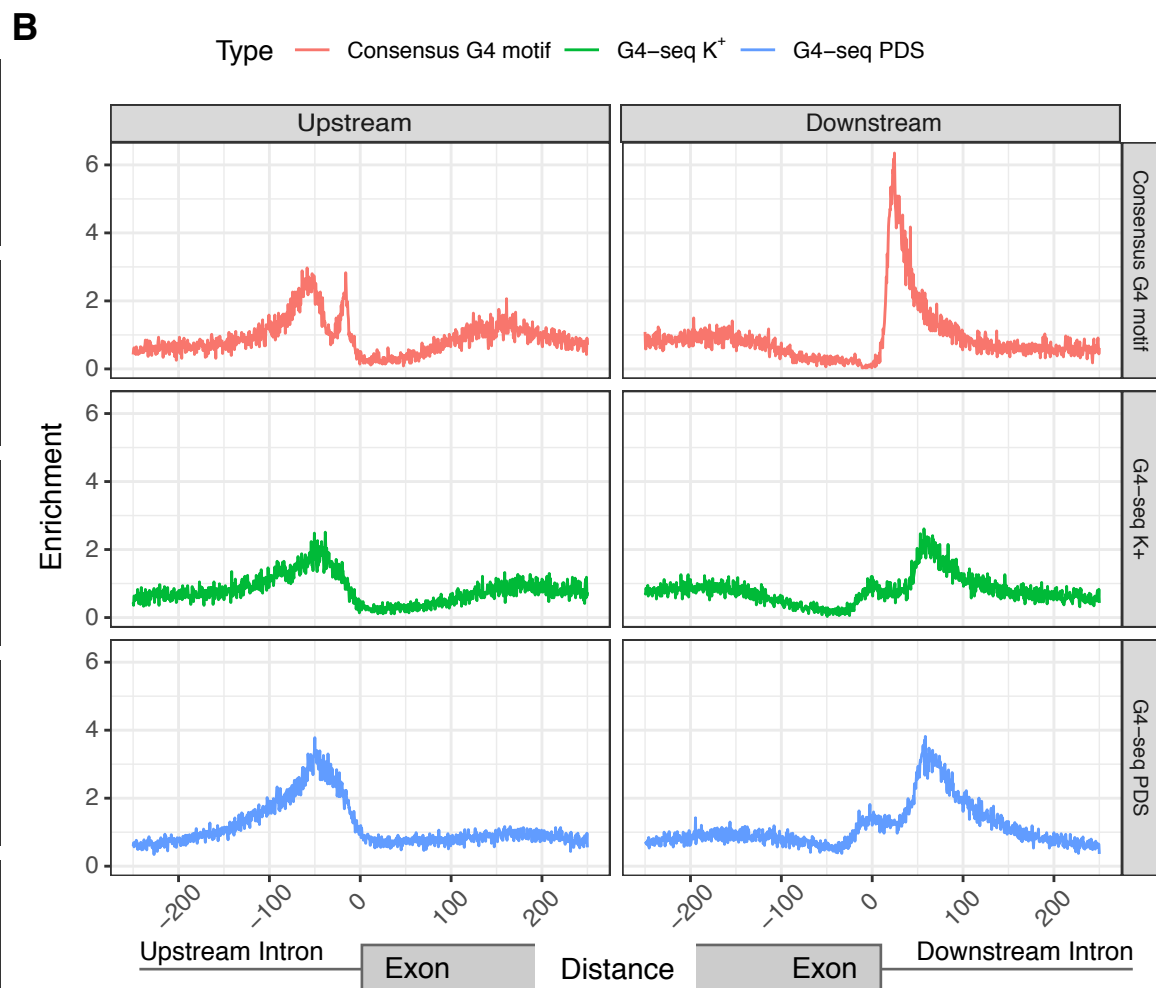 B
Type Consensus G4 motif G4−seq K+ G4−seq PDS
Upstream Downstream
Enrichment
6
4
2
0
Consensus G4 motif
6
4
2
0
G4−seq K+
6
4
2
0
G4−seq PDS
−200 −100 0 100 200 −200 −100 0 100 200
Upstream Intron Exon Distance Exon Downstream Intron